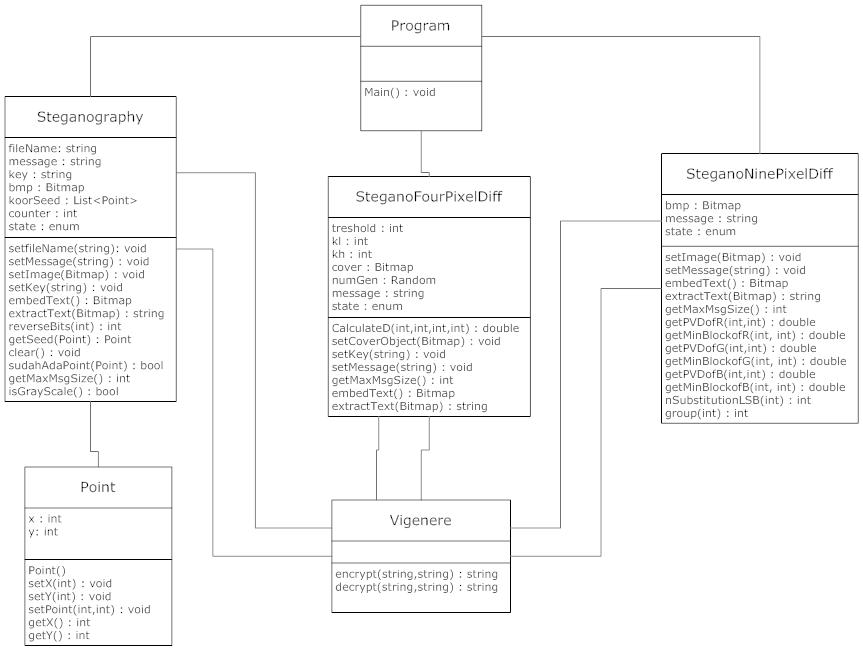 Program
Main() : void
Steganography
fileName: string
message : string
key : string
bmp : Bitmap
koorSeed : List<Point>
counter : int
state : enum
setfileName(string): void
setMessage(string) : void
setImage(Bitmap) : void
setKey(string) : void
embedText() : Bitmap
extractText(Bitmap) : string
reverseBits(int) : int
getSeed(Point) : Point
clear() : void
sudahAdaPoint(Point) : bool
getMaxMsgSize() : int
isGrayScale() : bool
SteganoFourPixelDiff
treshold : int
kl : int
kh : int
cover : Bitmap
numGen : Random
message : string
state : enum
CalculateD(int,int,int,int) : double
setCoverObject(Bitmap) : void
setKey(string) : void
setMessage(string) : void
getMaxMsgSize() : int
embedText() : Bitmap
extractText(Bitmap) : string
SteganoNinePixelDiff
bmp : Bitmap
message : string
state : enum
setImage(Bitmap) : void
setMessage(string) : void
embedText() : Bitmap
extractText(Bitmap) : string
getMaxMsgSize() : int
getPVDofR(int,int) : double
getMinBlockofR(int, int) : double
getPVDofG(int,int) : double
getMinBlockofG(int, int) : double
getPVDofB(int,int) : double
getMinBlockofB(int, int) : double
nSubstitutionLSB(int) : int
group(int) : int
Point
x : int
y: int
Point()
setX(int) : void
setY(int) : void
setPoint(int,int) : void
getX() : int
getY() : int
Vigenere
encrypt(string,string) : string
decrypt(string,string) : string